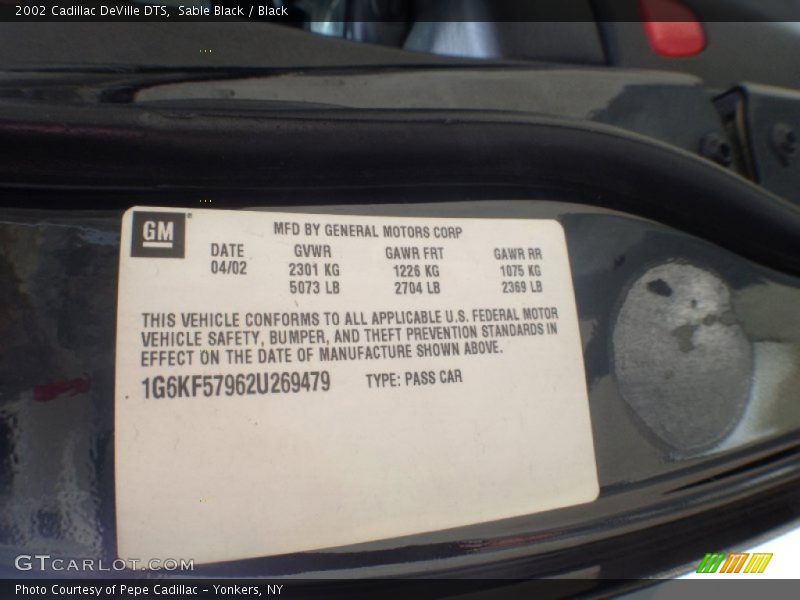 2002 Cadillac DeVille DTS, Sable Black / Black
GM
MFD BY GENERAL MOTORS CORP
DATE GVWR GAWR FRT GAWR RR
04/02 2301 KG 1226 KG 1075 KG
5073 LB 2704 LB 2369 LB
THIS VEHICLE CONFORMS TO ALL APPLICABLE U.S. FEDERAL MOTOR
VEHICLE SAFETY, BUMPER, AND THEFT PREVENTION STANDARDS IN
EFFECT ON THE DATE OF MANUFACTURE SHOWN ABOVE.
1G6KF57962U269479 TYPE: PASS CAR
GTCARLOT.COM
Photo Courtesy of Pepe Cadillac - Yonkers, NY